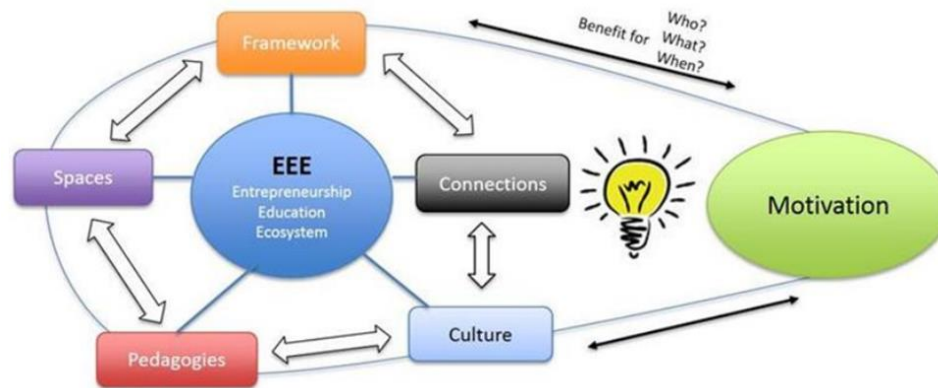 Framework
Benefit for
Who?
What?
When?
Spaces
EEE
Entrepreneurship
Education
Ecosystem
Connections
Motivation
Pedagogies
Culture